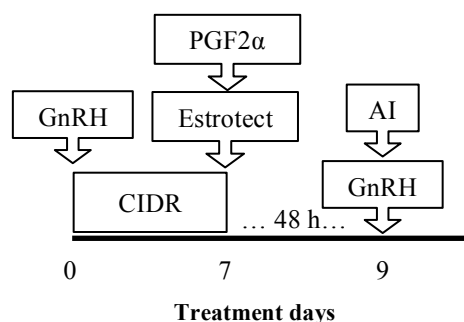 PGF2α
GnRH
Estrotect
AI
CIDR
GnRH
… 48 h…
0 7 9
Treatment days